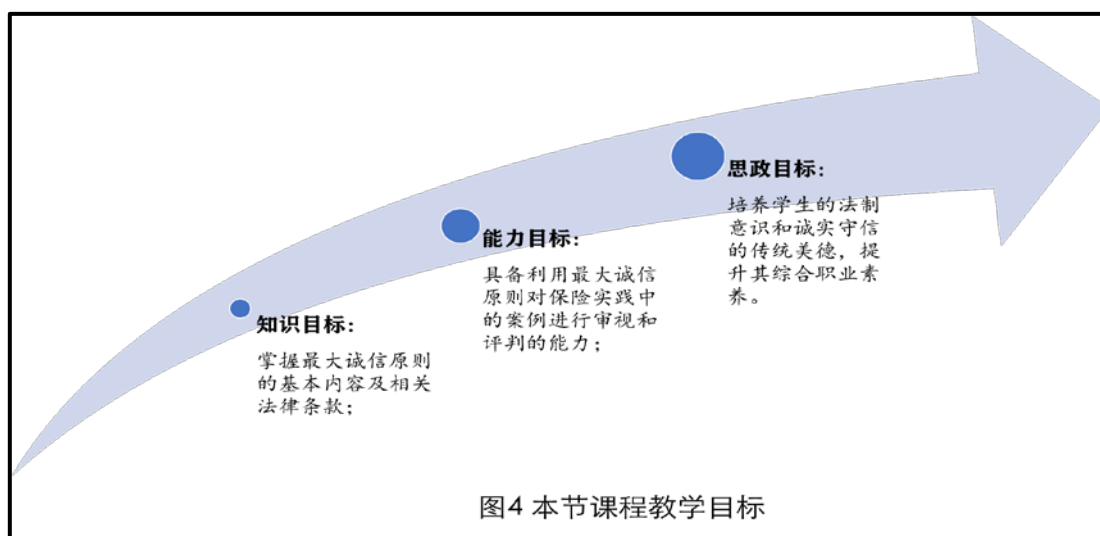 知识目标：
掌握最大诚信原则
的基本内容及相关
法律条款；
能力目标：
具备利用最大诚信
原则对保险实践中
的案例进行审视和
评判的能力；
思政目标：
培养学生的法制
意识和诚实守信
的传统美德，提
升其综合职业素
养。
图4 本节课程教学目标